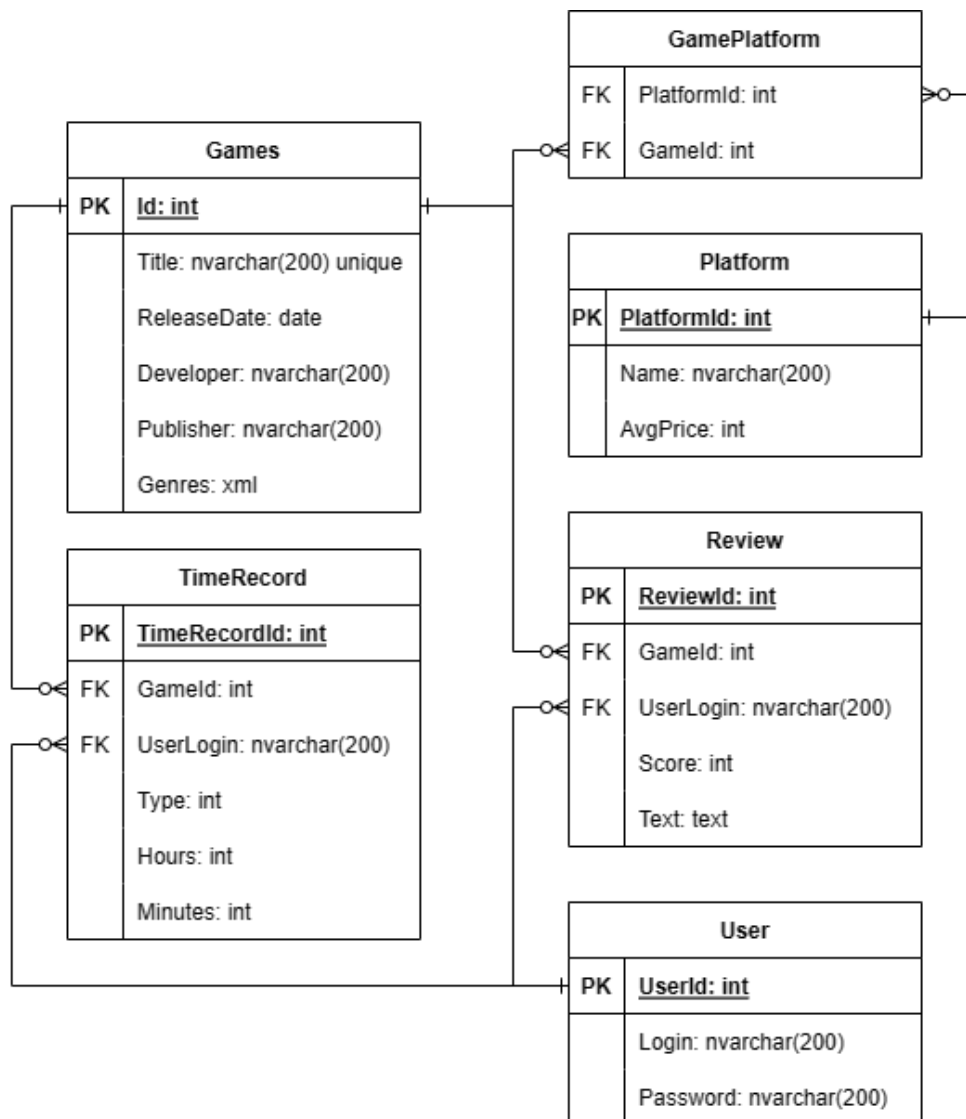 GamePlatform
FK PlatformId: int
FK GameId: int
Games
PK Id: int
Title: nvarchar(200) unique
ReleaseDate: date
Developer: nvarchar(200)
Publisher: nvarchar(200)
Genres: xml
Platform
PK PlatformId: int
Name: nvarchar(200)
AvgPrice: int
TimeRecord
PK TimeRecordId: int
FK GameId: int
FK UserLogin: nvarchar(200)
Type: int
Hours: int
Minutes: int
Review
PK ReviewId: int
FK GameId: int
FK UserLogin: nvarchar(200)
Score: int
Text: text
User
PK UserId: int
Login: nvarchar(200)
Password: nvarchar(200)